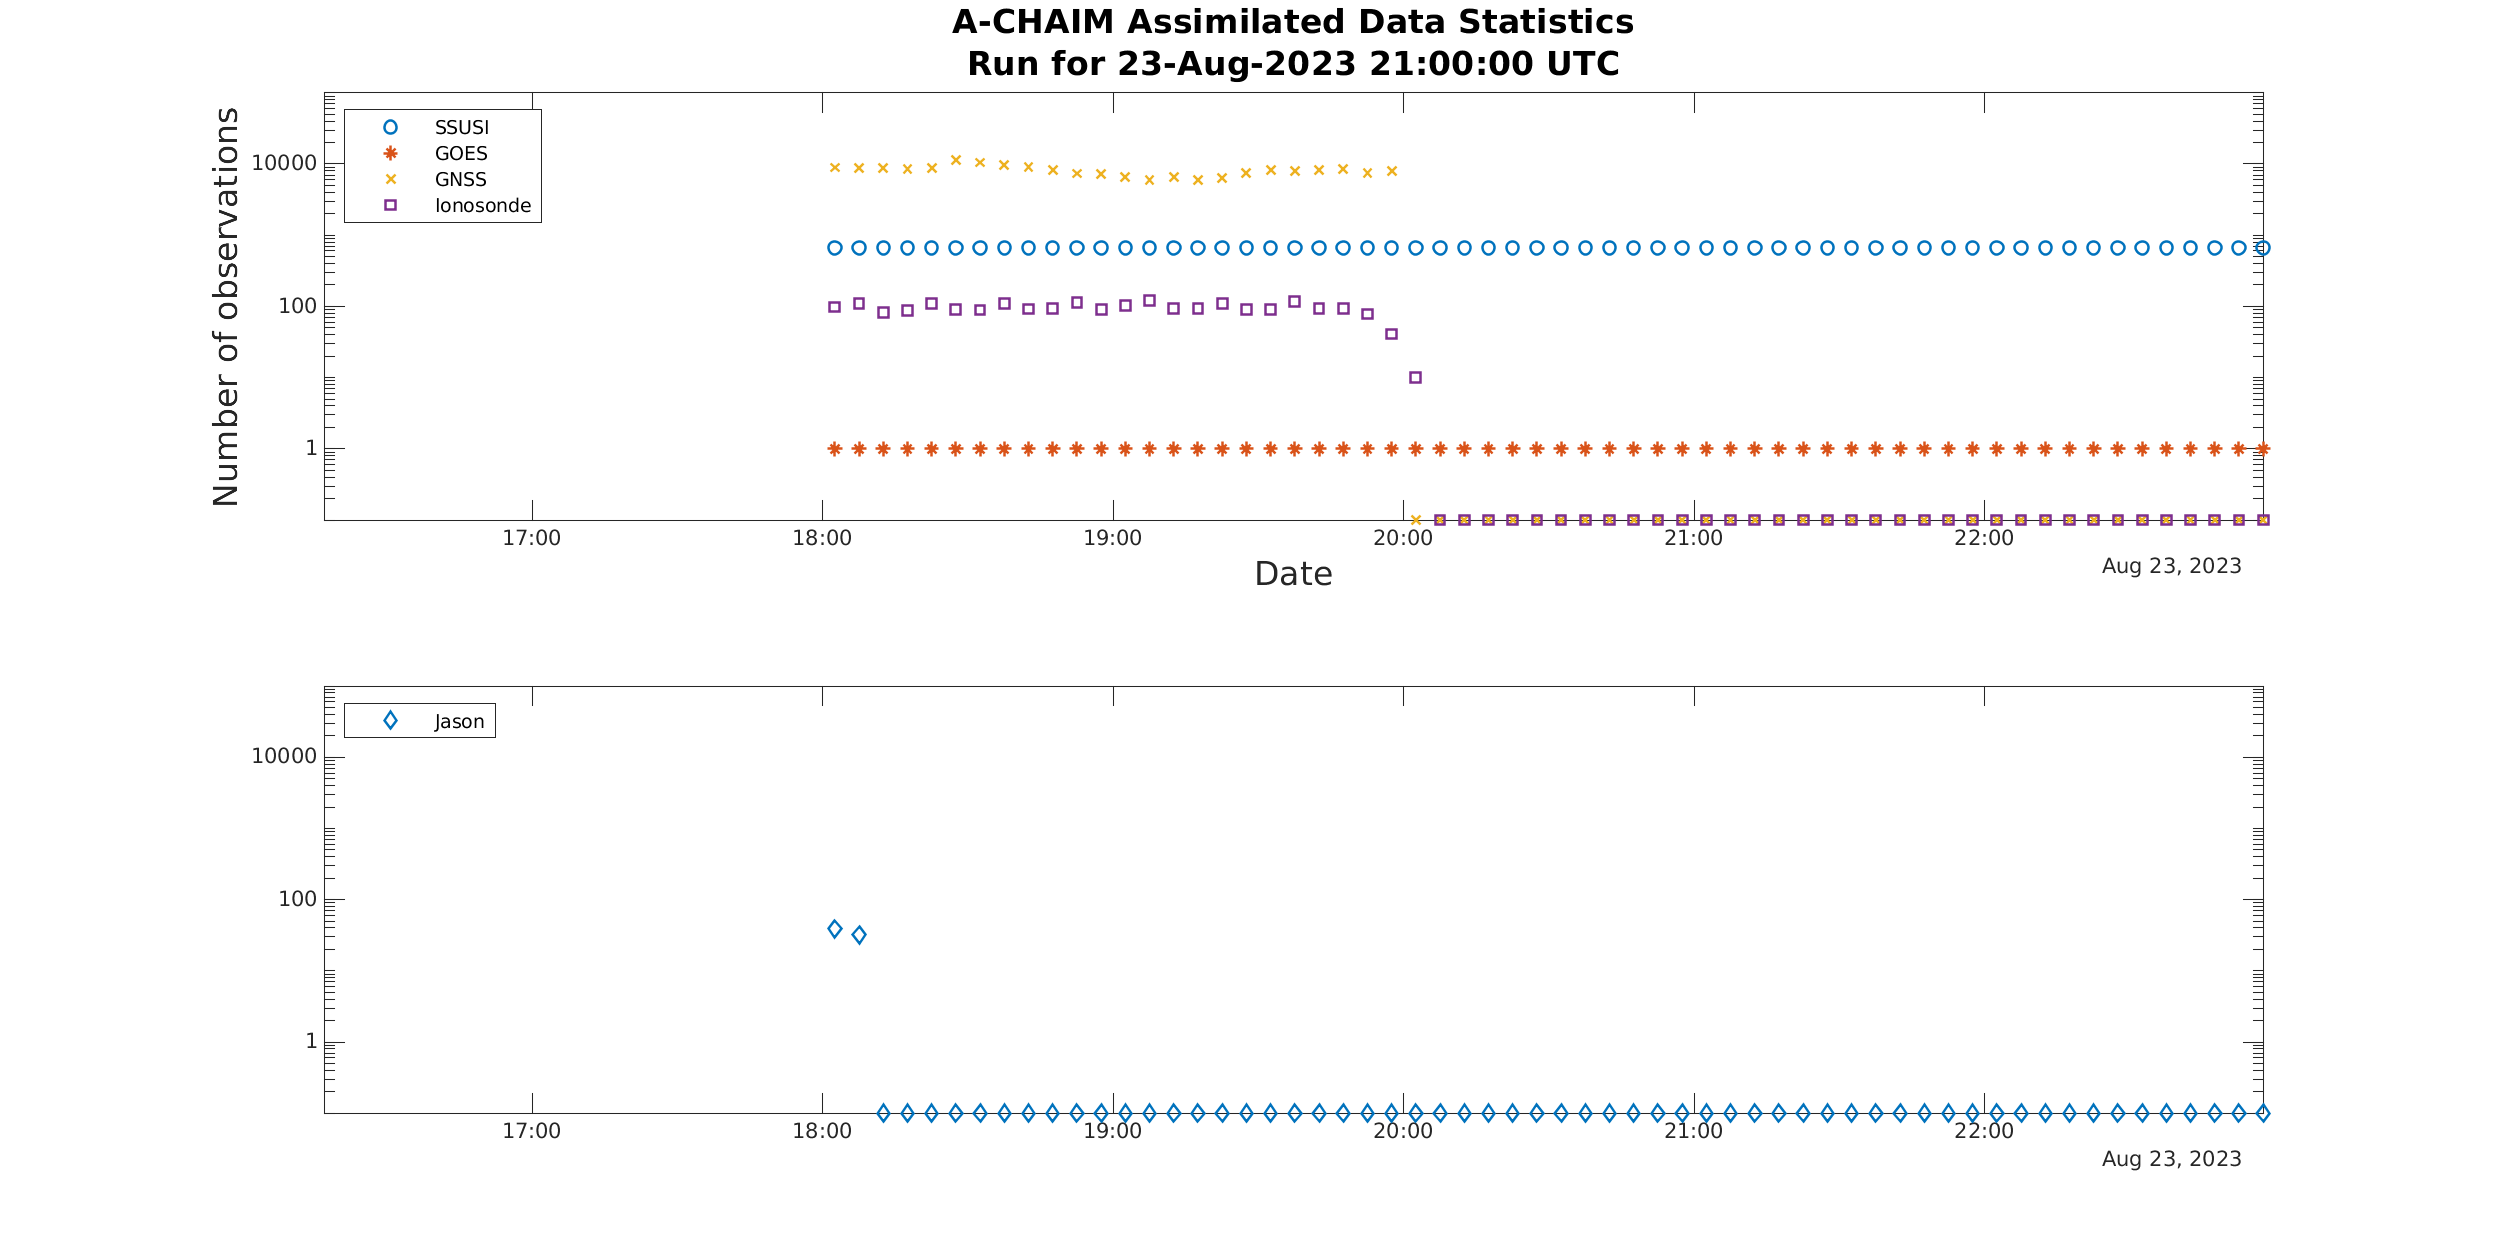 A-CHAIM Assimilated Data Statistics
Run for 23-Aug-2023 21:00:00 UTC
Number of observations
10000
100
1
SSUSI
GOES
GNSS
Ionosonde
17:00 18:00 19:00 20:00 21:00 22:00
Aug 23, 2023
Date
10000
100
1
Jason
17:00 18:00 19:00 20:00 21:00 22:00
Aug 23, 2023